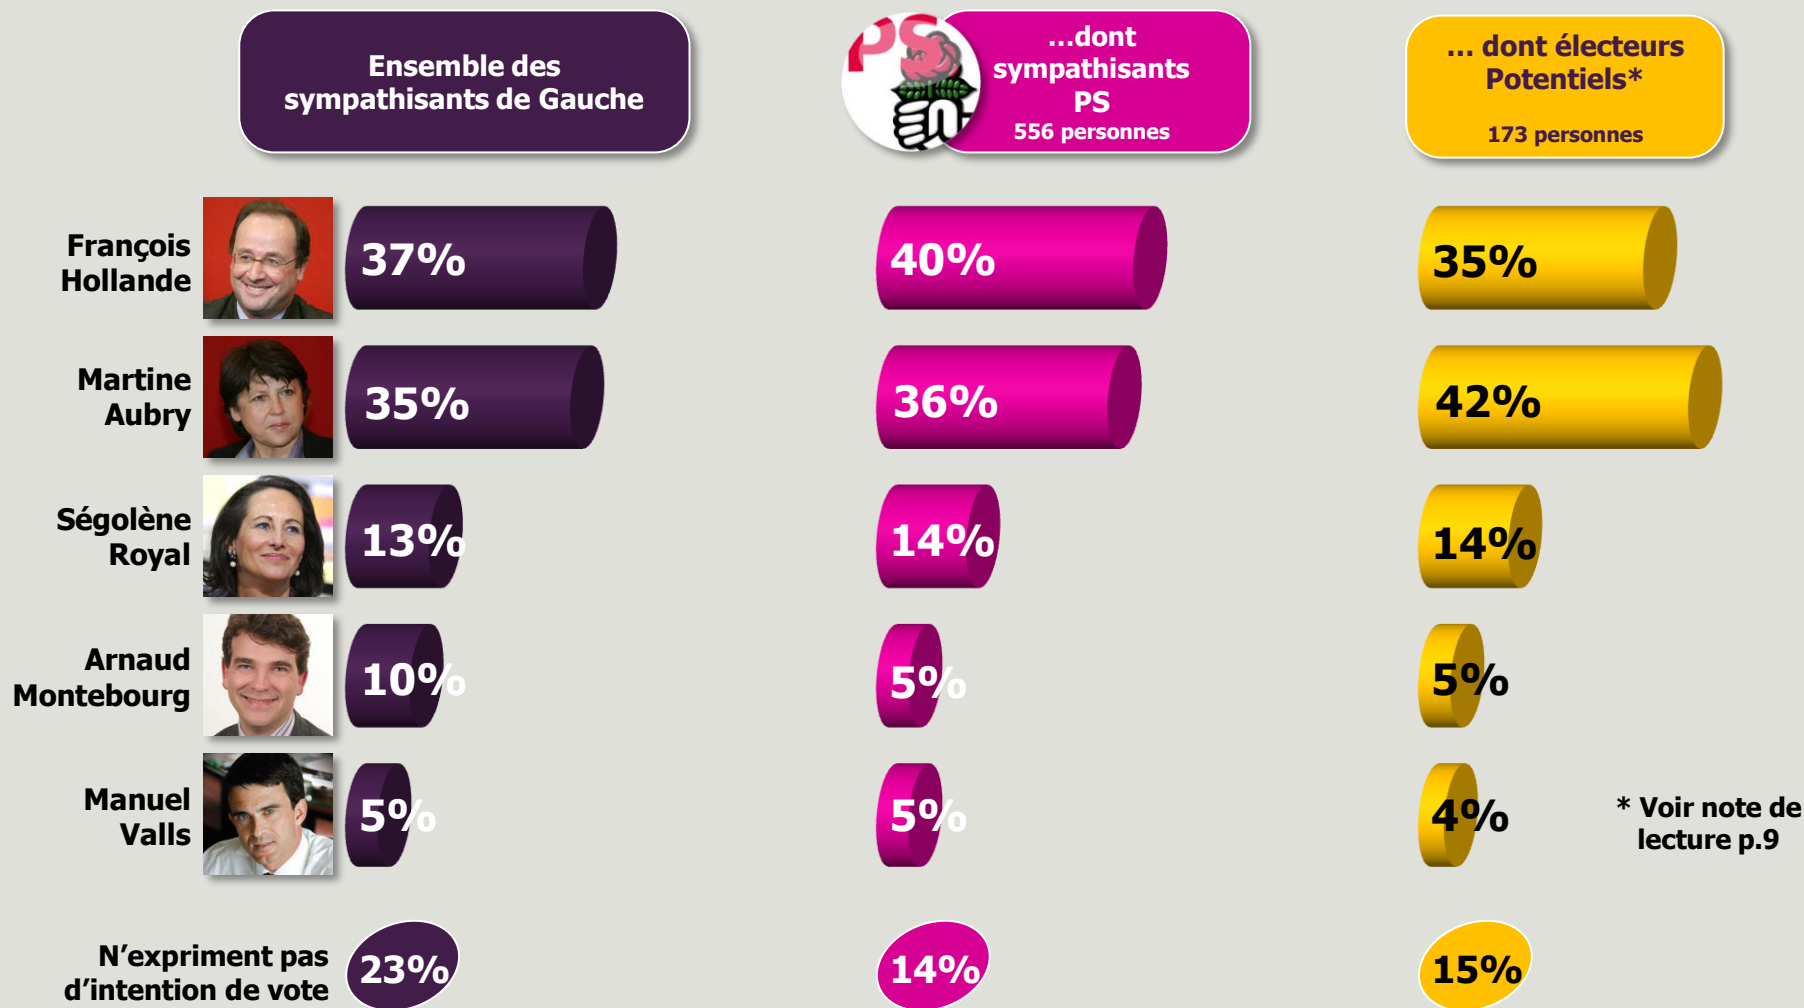 Ensemble des
sympathisants de Gauche
PS
...dont
sympathisants
PS
556 personnes
... dont électeurs
Potentiels*
173 personnes
François
Hollande
37%
40%
35%
Martine
Aubry
35%
36%
42%
Ségolène
Royal
13%
14%
14%
Arnaud
Montebourg
10%
5%
5%
Manuel
Valls
5%
5%
4%
* Voir note de
lecture p.9
N’expriment pas
d’intention de vote
23%
14%
15%